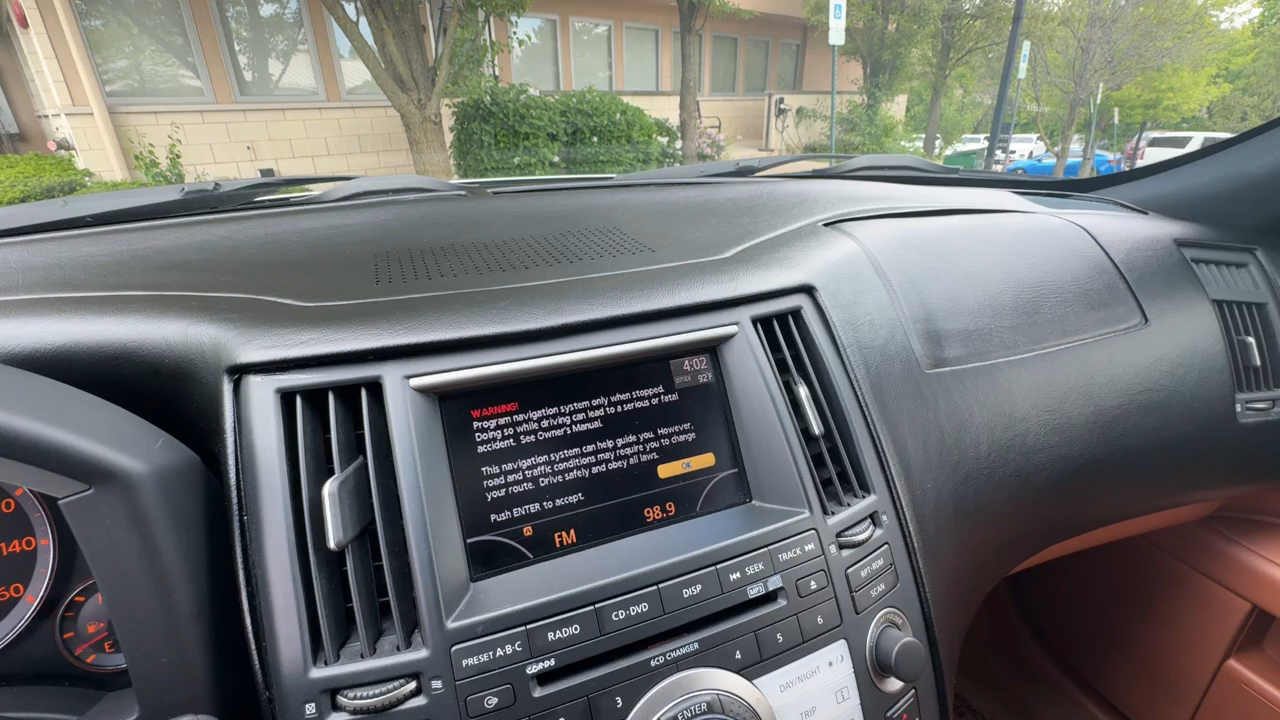 4:02
OUTSIDE 92°F
WARNING!
Program navigation system only when stopped.
Doing so while driving can lead to a serious or fatal
accident. See Owner's Manual.
This navigation system can help guide you. However,
road and traffic conditions may require you to change
your route. Drive safely and obey all laws.
OK
Push ENTER to accept.
FM
98.9
PRESET A·B·C
RADIO
CD·DVD
DISP
SEEK
TRACK
MP3
6CD CHANGER
3
4
5
6
RPT·RDM
SCAN
DAY/NIGHT
TRIP
ENTER
140
E